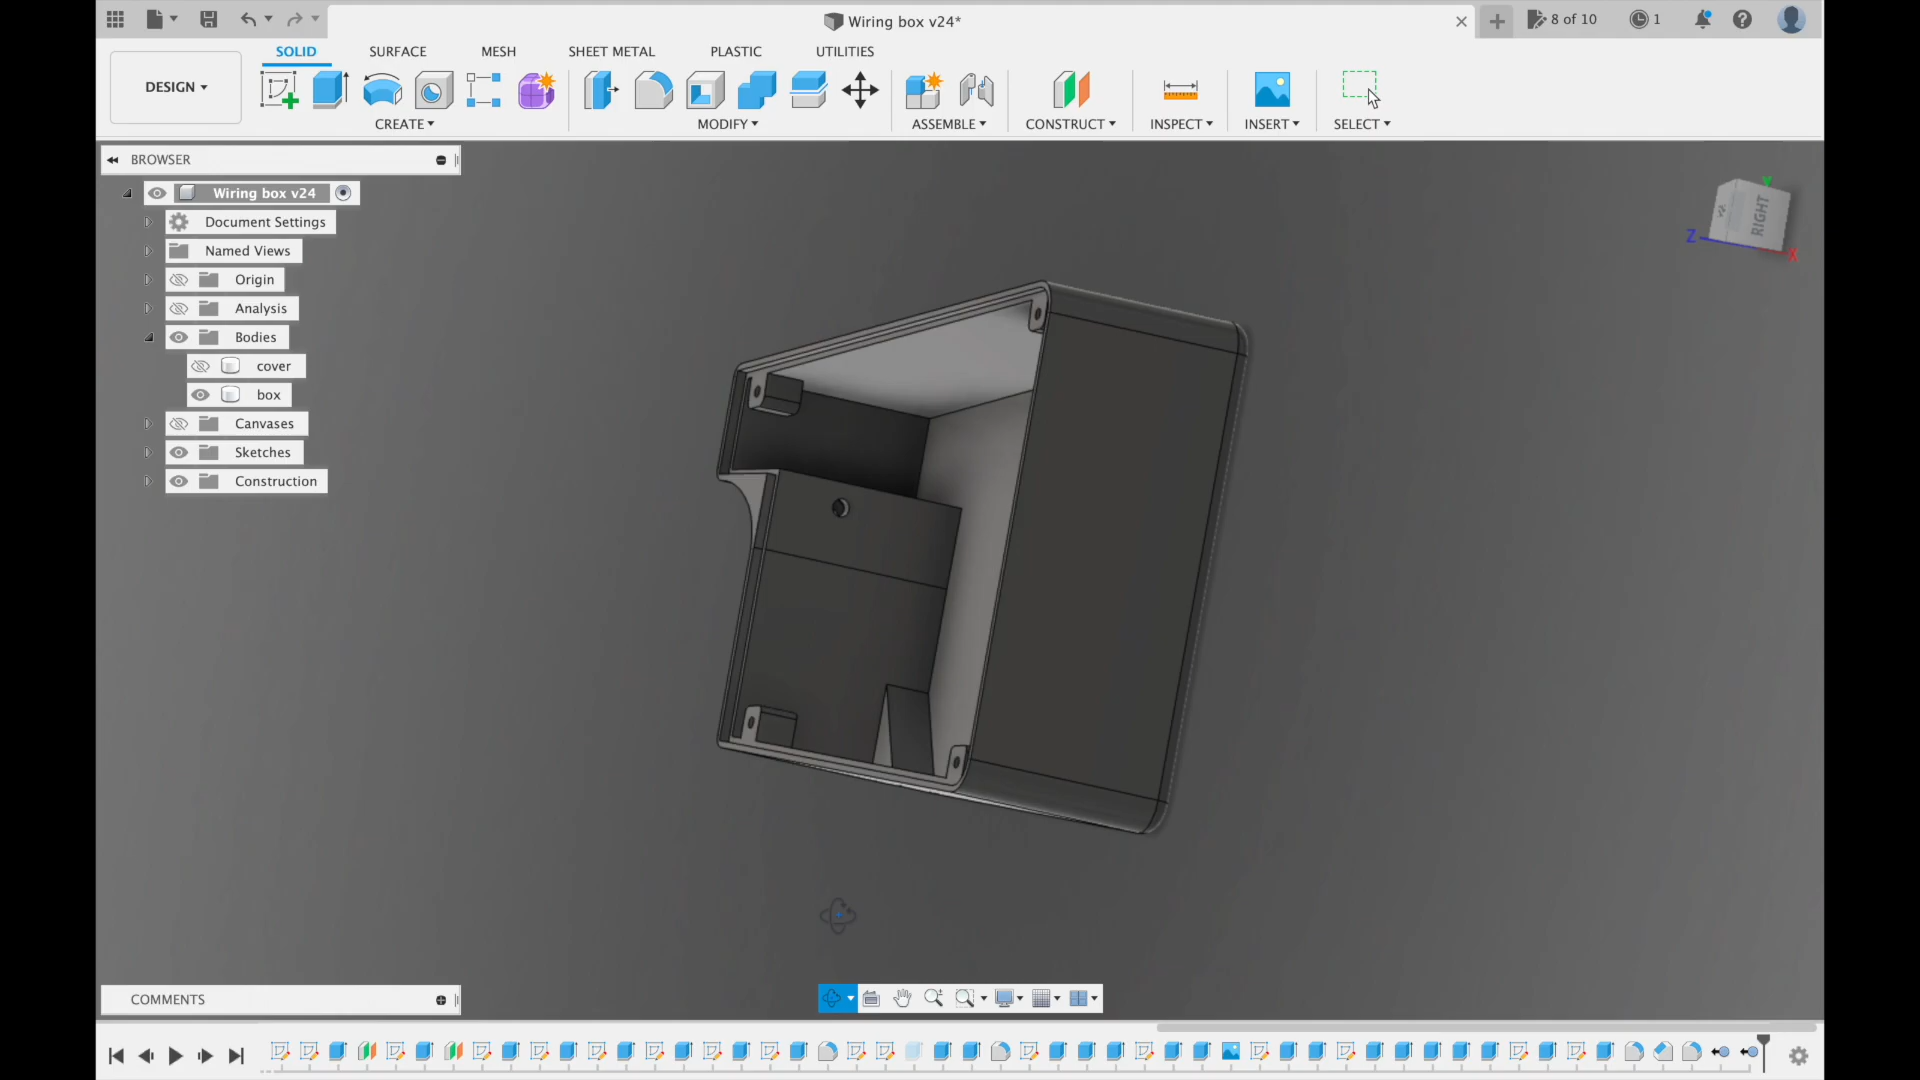 Wiring box v24*
8 of 10
1
DESIGN
SOLID
SURFACE
MESH
SHEET METAL
PLASTIC
UTILITIES
CREATE
MODIFY
ASSEMBLE
CONSTRUCT
INSPECT
INSERT
SELECT
BROWSER
Wiring box v24
Document Settings
Named Views
Origin
Analysis
Bodies
cover
box
Canvases
Sketches
Construction
Y
RIGHT
Z
X
COMMENTS